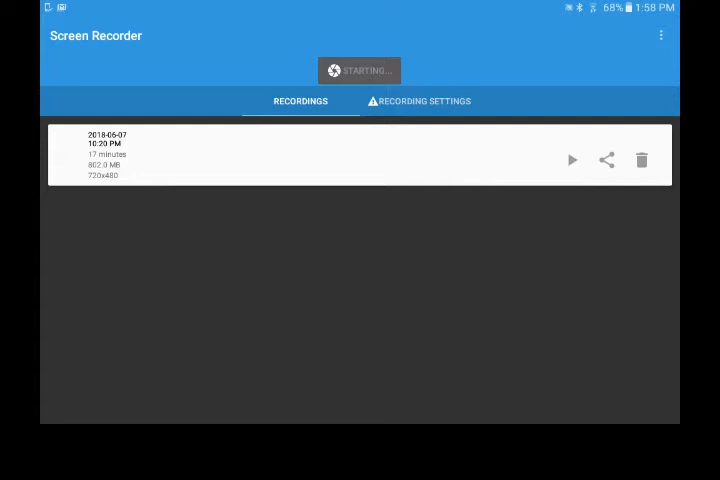 68% 1:58 PM
Screen Recorder
STARTING...
RECORDINGS
RECORDING SETTINGS
2018-06-07
10:20 PM
17 minutes
802.0 MB
720x480